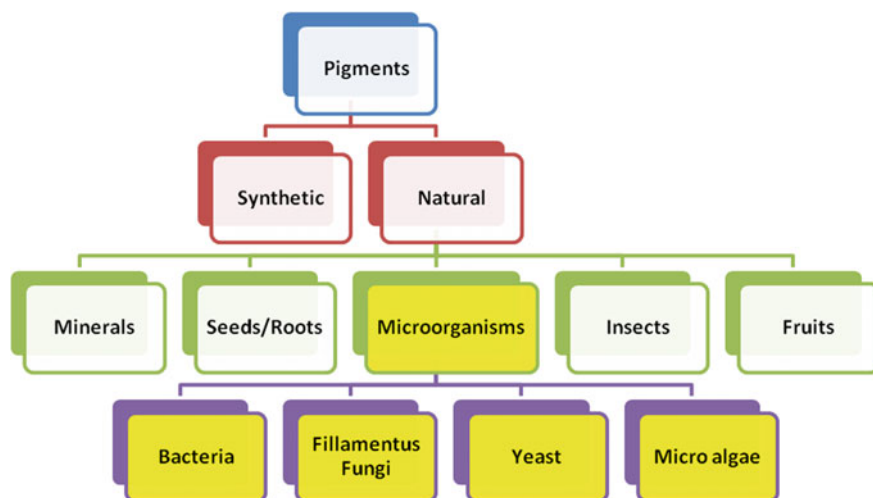 Pigments
Synthetic
Natural
Minerals
Seeds/Roots
Microorganisms
Insects
Fruits
Bacteria
Fillamentus
Fungi
Yeast
Micro algae